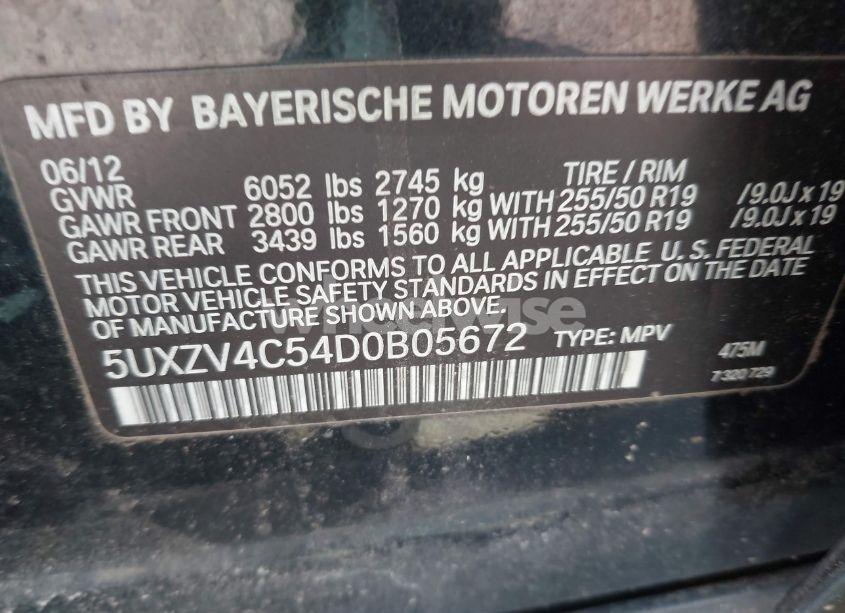 MFD BY BAYERISCHE MOTOREN WERKE AG
06/12 TIRE / RIM
GVWR 6052 lbs 2745 kg
GAWR FRONT 2800 lbs 1270 kg WITH 255/50 R19 /9.0J x 19
GAWR REAR 3439 lbs 1560 kg WITH 255/50 R19 /9.0J x 19
THIS VEHICLE CONFORMS TO ALL APPLICABLE U. S. FEDERAL
MOTOR VEHICLE SAFETY STANDARDS IN EFFECT ON THE DATE
OF MANUFACTURE SHOWN ABOVE.
5UXZV4C54D0B05672 TYPE: MPV 475M
7 320 729